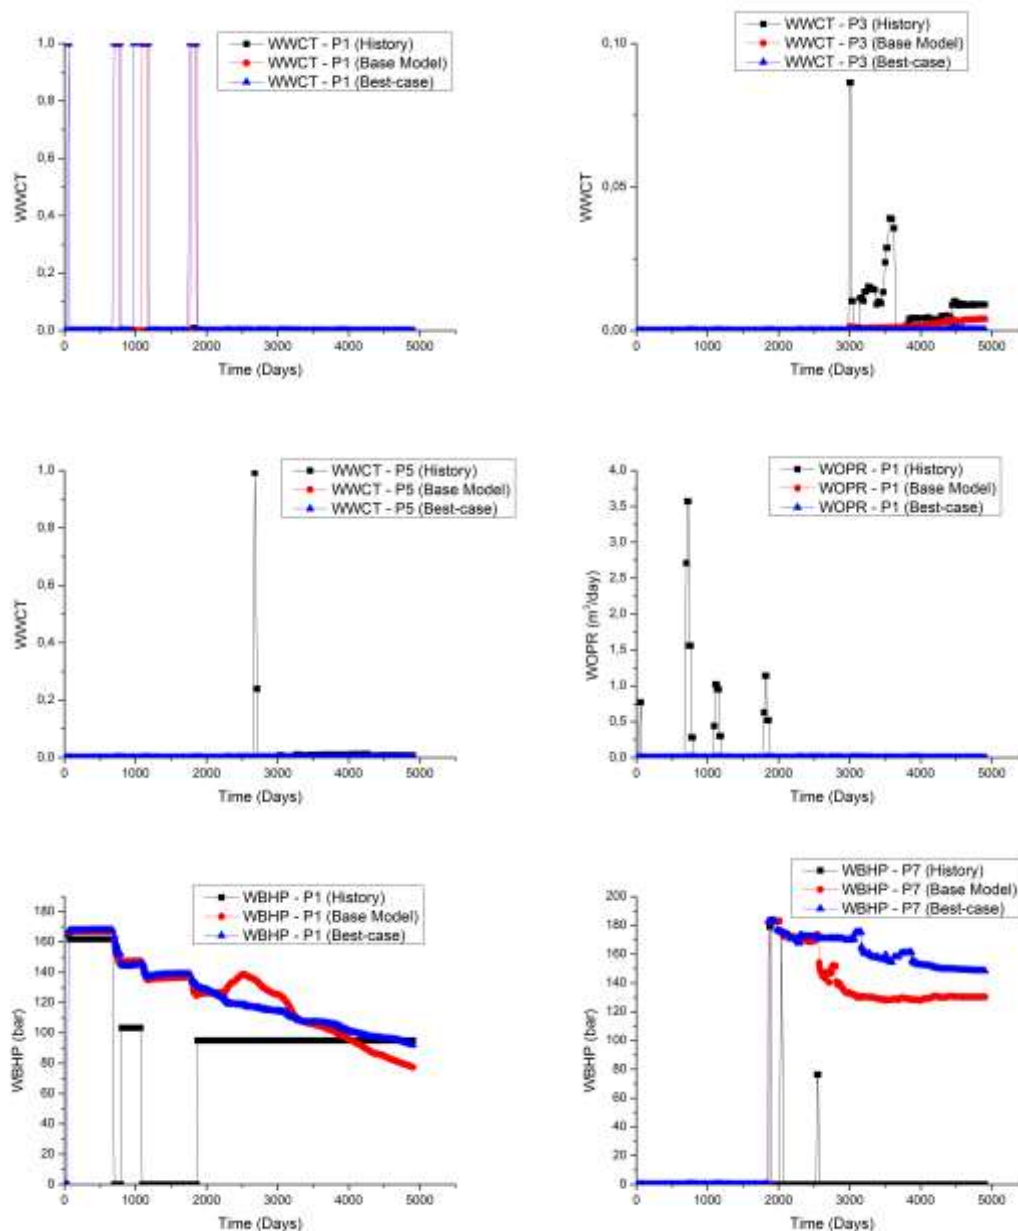 WWCT - P1 (History)
WWCT - P1 (Base Model)
WWCT - P1 (Best-case)
1,0
0,8
0,6
0,4
0,2
0,0
WWCT
0 1000 2000 3000 4000 5000
Time (Days)
WWCT - P3 (History)
WWCT - P3 (Base Model)
WWCT - P3 (Best-case)
0,10
0,05
0,00
WWCT
0 1000 2000 3000 4000 5000
Time (Days)
WWCT - P5 (History)
WWCT - P5 (Base Model)
WWCT - P5 (Best-case)
1,0
0,8
0,6
0,4
0,2
0,0
WWCT
0 1000 2000 3000 4000 5000
Time (Days)
WOPR - P1 (History)
WOPR - P1 (Base Model)
WOPR - P1 (Best-case)
4,0
3,5
3,0
2,5
2,0
1,5
1,0
0,5
0,0
WOPR (m³/day)
0 1000 2000 3000 4000 5000
Time (Days)
WBHP - P1 (History)
WBHP - P1 (Base Model)
WBHP - P1 (Best-case)
180
160
140
120
100
80
60
40
20
0
WBHP (bar)
0 1000 2000 3000 4000 5000
Time (Days)
WBHP - P7 (History)
WBHP - P7 (Base Model)
WBHP - P7 (Best-case)
200
180
160
140
120
100
80
60
40
20
0
WBHP (bar)
0 1000 2000 3000 4000 5000
Time (Days)